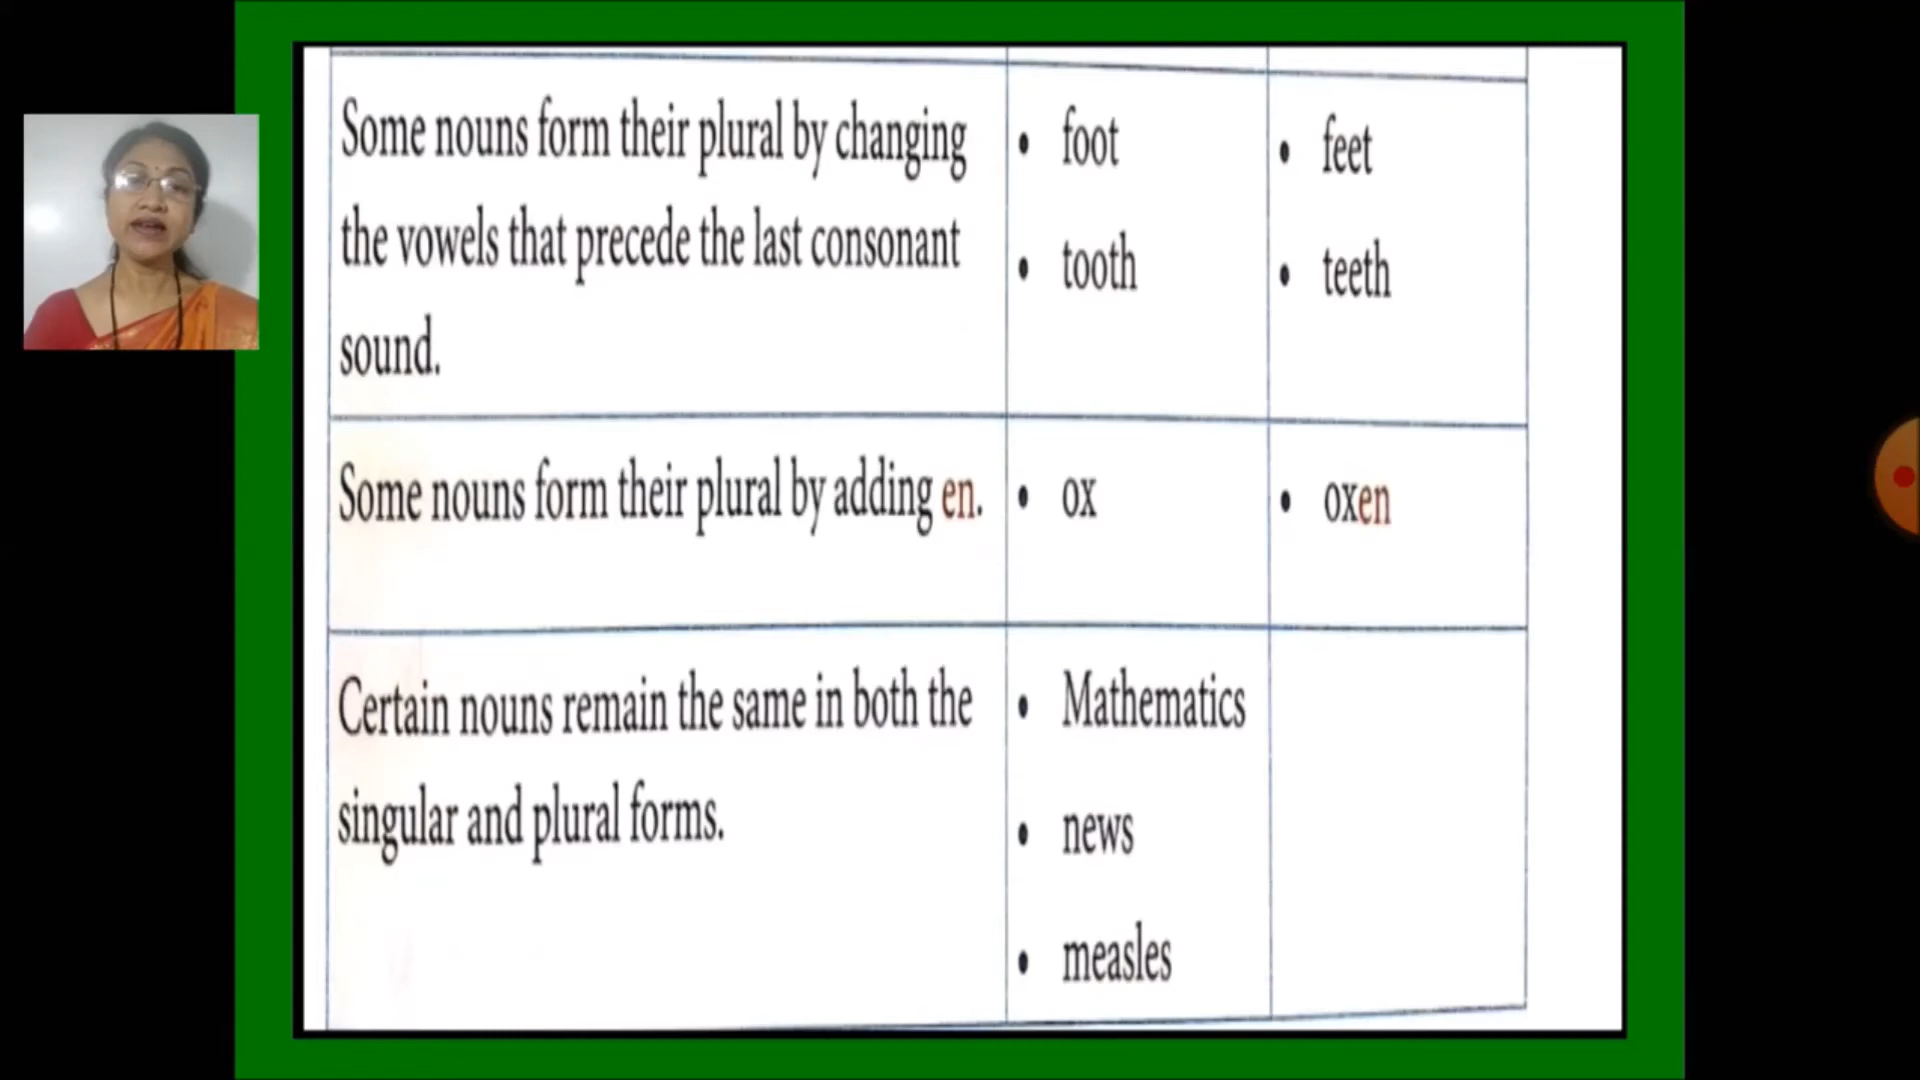 Some nouns form their plural by changing
the vowels that precede the last consonant
sound.
• foot
• tooth
• feet
• teeth
Some nouns form their plural by adding en.
• ox
• oxen
Certain nouns remain the same in both the
singular and plural forms.
• Mathematics
• news
• measles